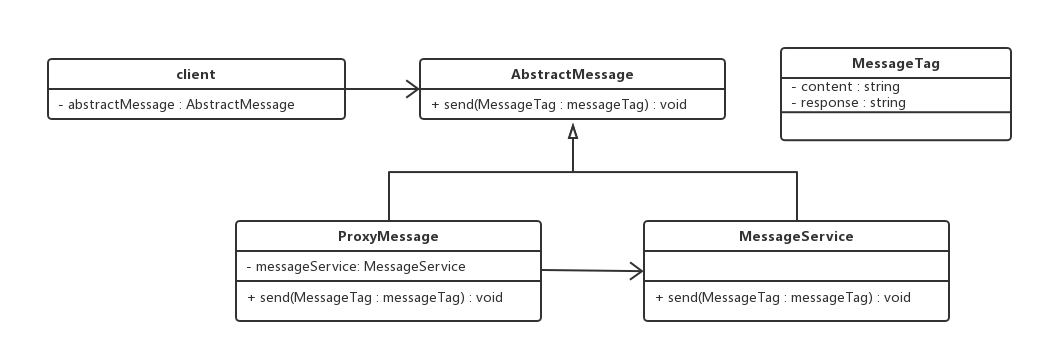 client
- abstractMessage : AbstractMessage
AbstractMessage
+ send(MessageTag : messageTag) : void
MessageTag
- content : string
- response : string
ProxyMessage
- messageService: MessageService
+ send(MessageTag : messageTag) : void
MessageService
+ send(MessageTag : messageTag) : void